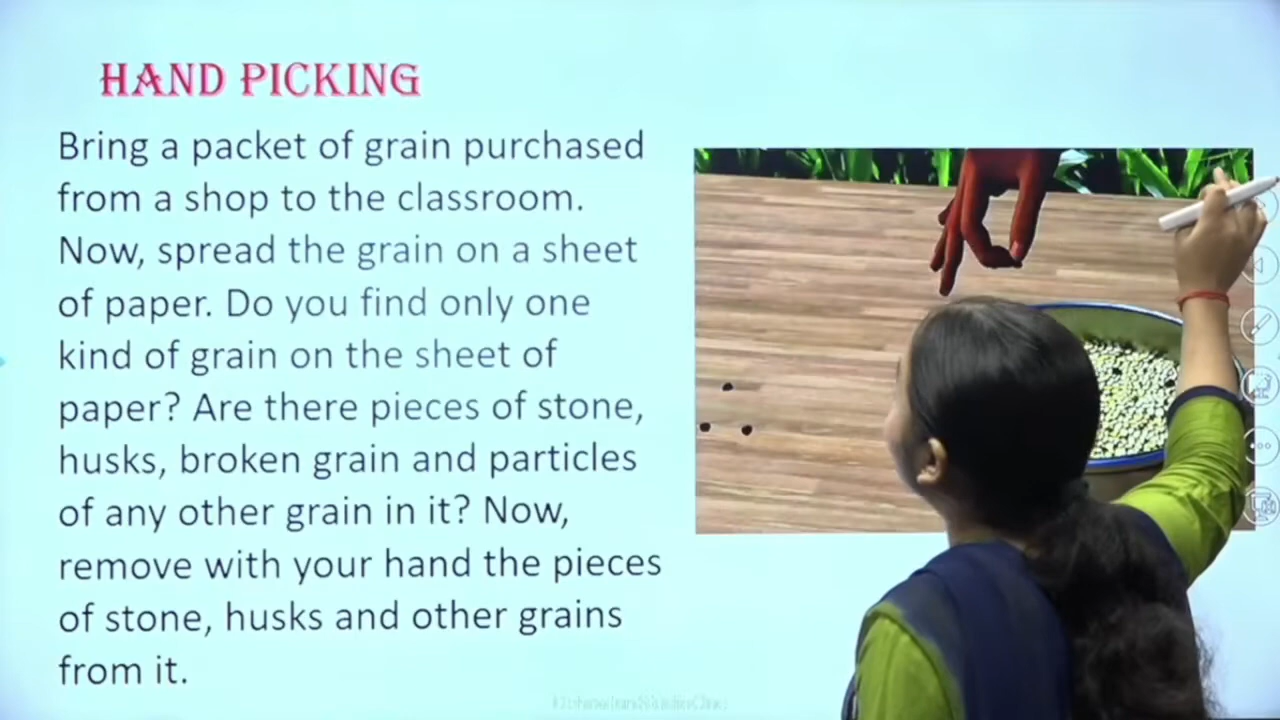 HAND PICKING
Bring a packet of grain purchased
from a shop to the classroom.
Now, spread the grain on a sheet
of paper. Do you find only one
kind of grain on the sheet of
paper? Are there pieces of stone,
husks, broken grain and particles
of any other grain in it? Now,
remove with your hand the pieces
of stone, husks and other grains
from it.